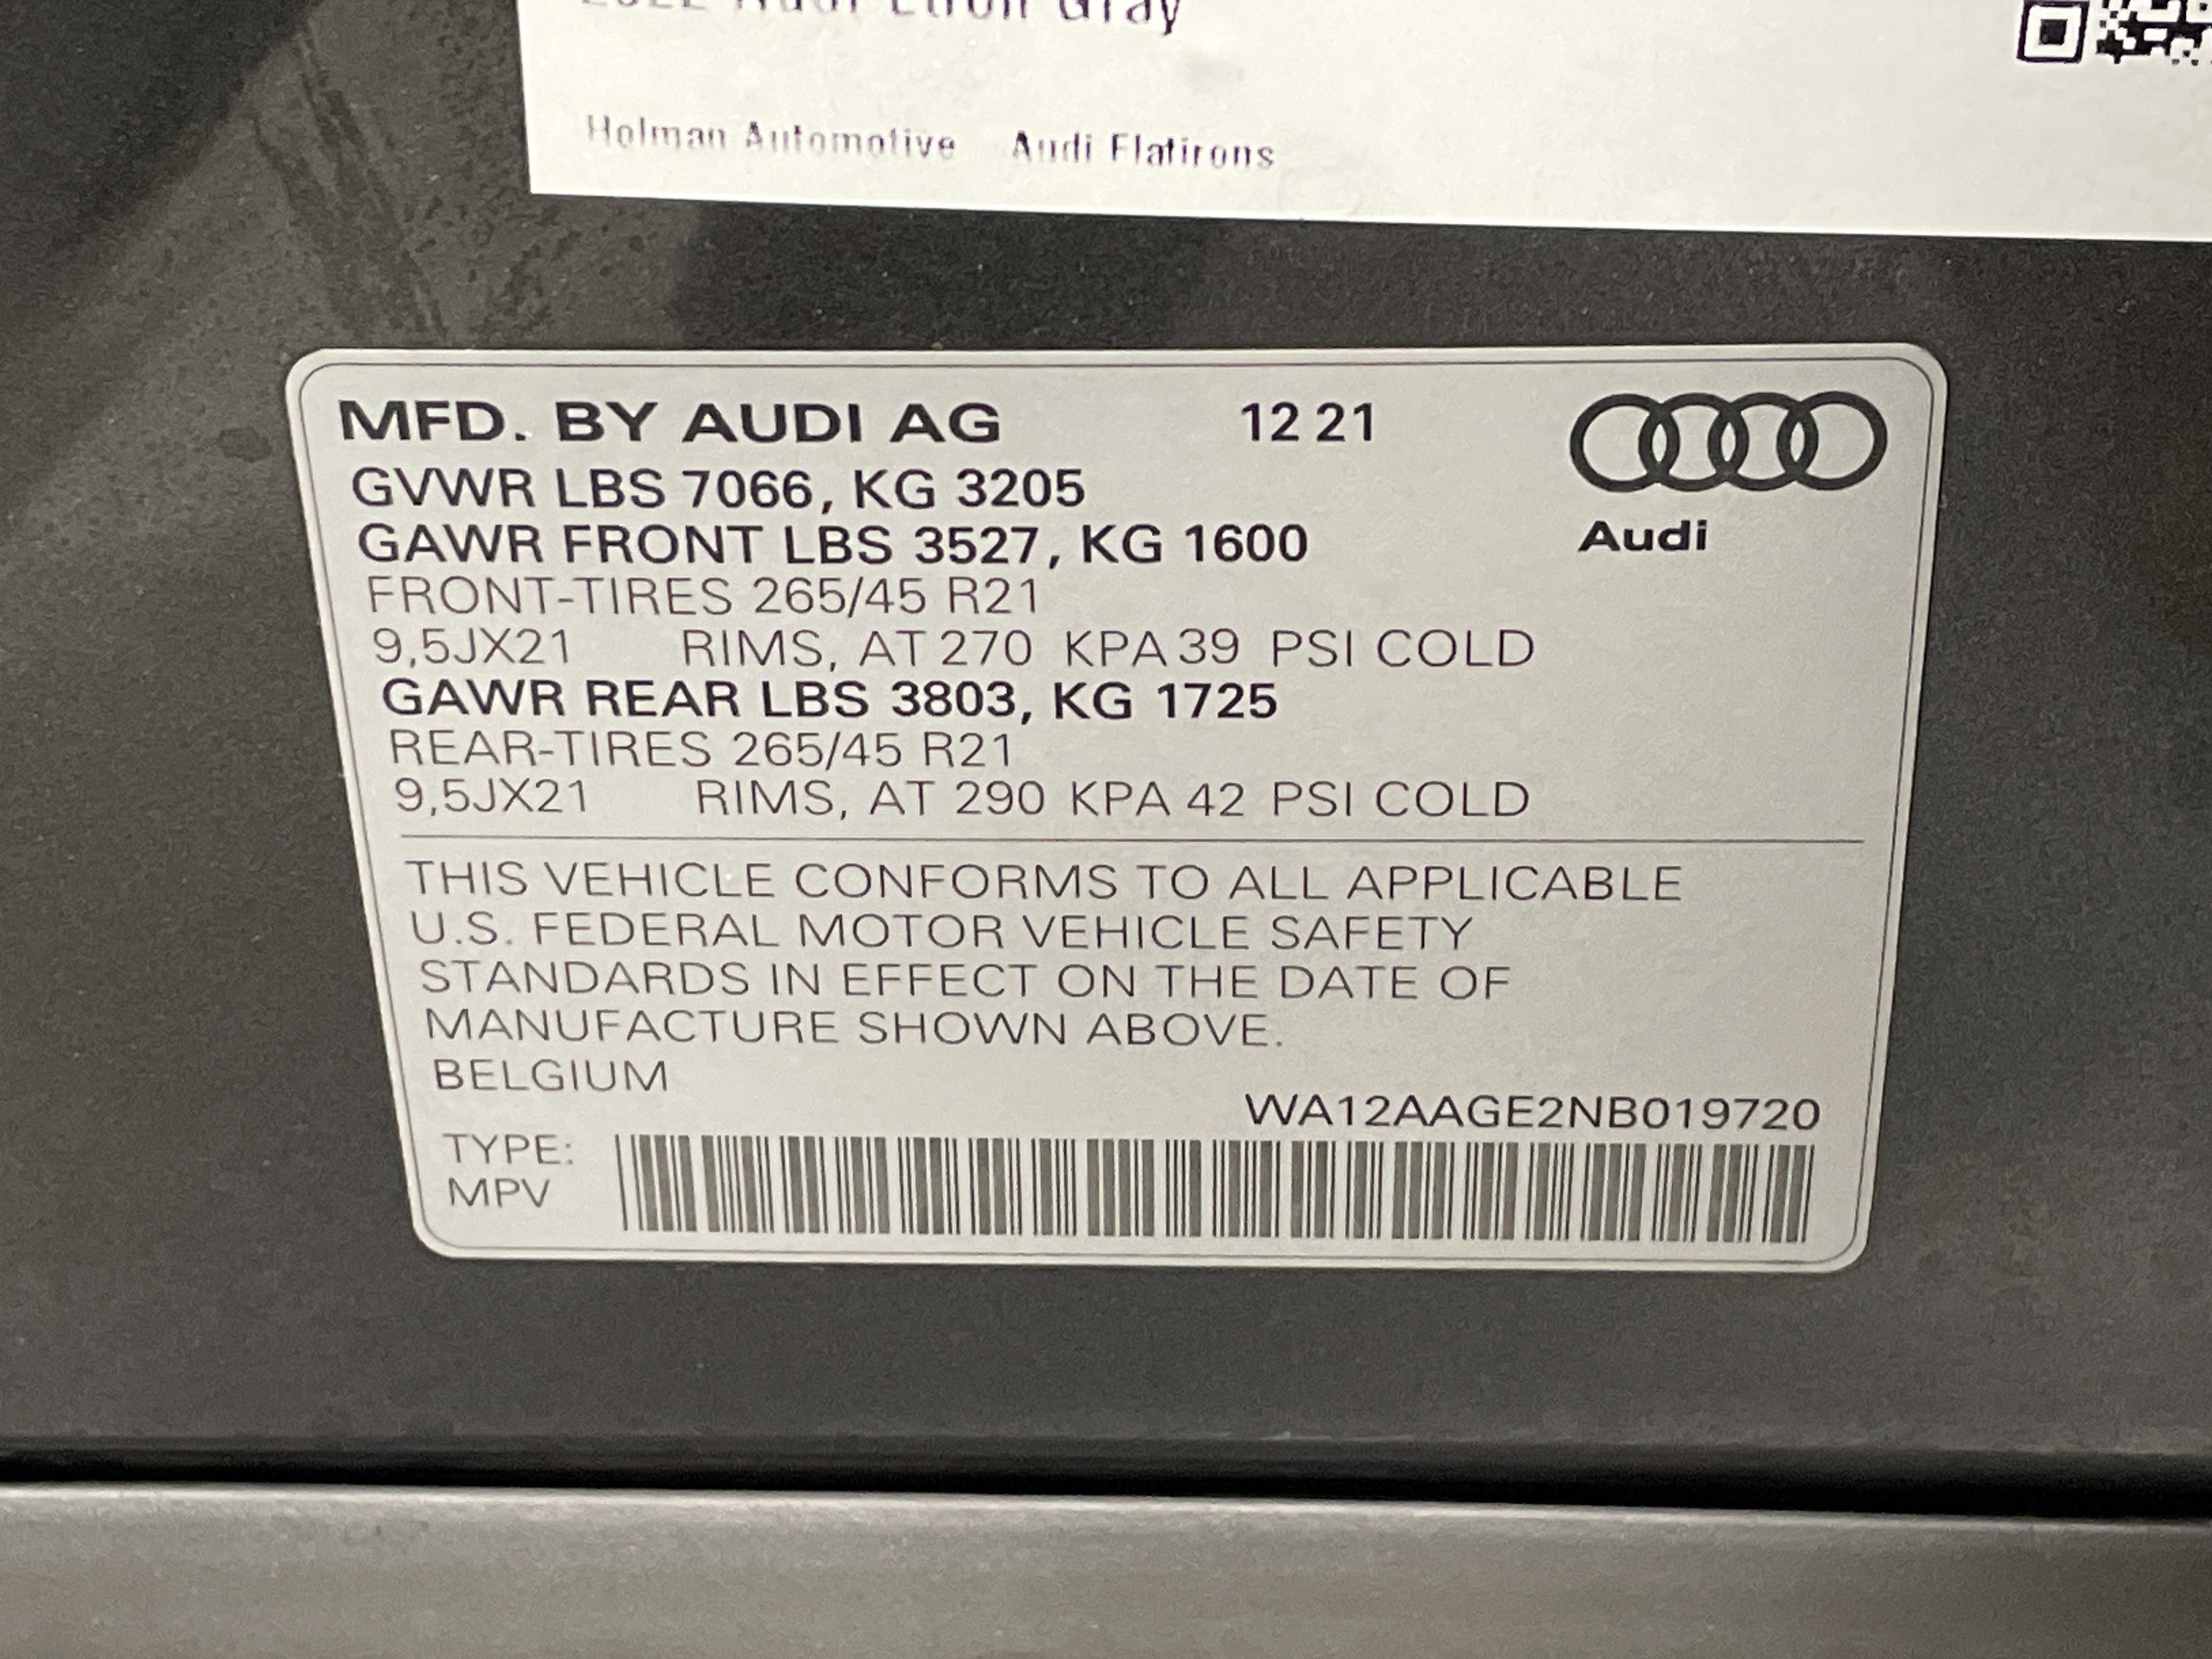 2022 Audi Etron Gray
Holman Automotive Audi Flatirons
MFD. BY AUDI AG 12 21
GVWR LBS 7066, KG 3205
GAWR FRONT LBS 3527, KG 1600
Audi
FRONT-TIRES 265/45 R21
9,5JX21 RIMS, AT 270 KPA 39 PSI COLD
GAWR REAR LBS 3803, KG 1725
REAR-TIRES 265/45 R21
9,5JX21 RIMS, AT 290 KPA 42 PSI COLD
THIS VEHICLE CONFORMS TO ALL APPLICABLE
U.S. FEDERAL MOTOR VEHICLE SAFETY
STANDARDS IN EFFECT ON THE DATE OF
MANUFACTURE SHOWN ABOVE.
BELGIUM
WA12AAGE2NB019720
TYPE:
MPV